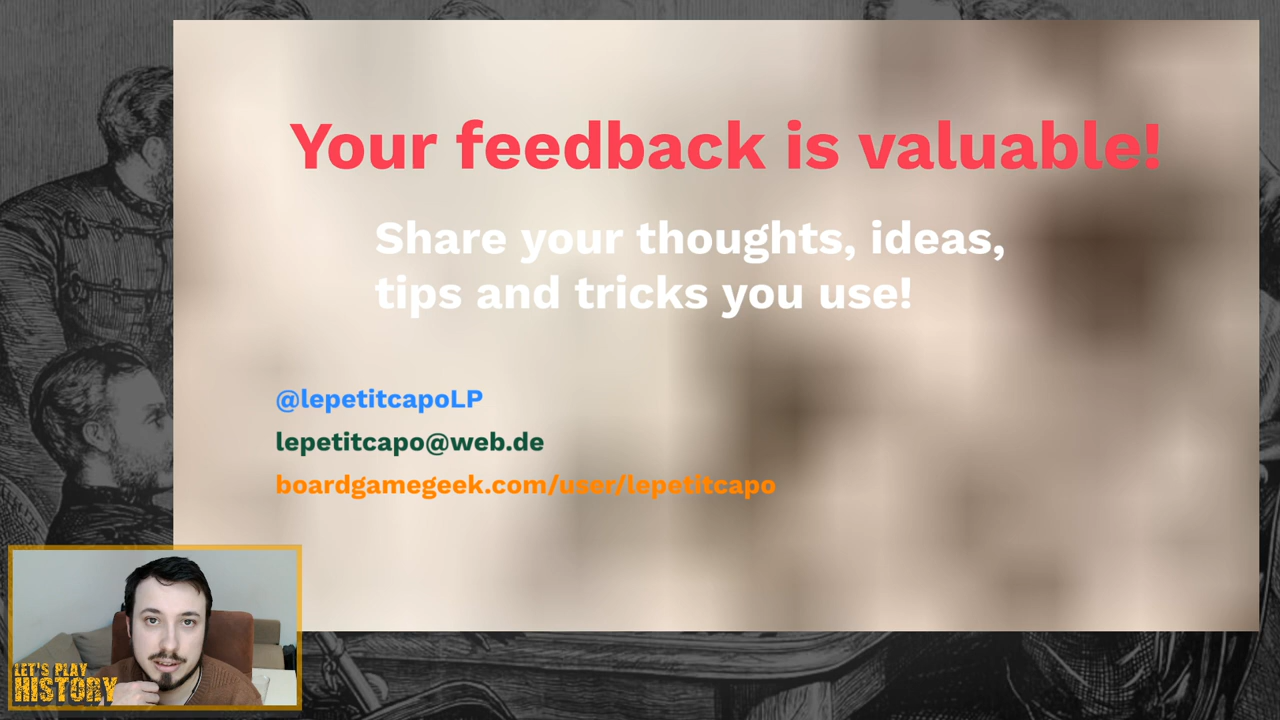 Your feedback is valuable!
Share your thoughts, ideas,
tips and tricks you use!
@lepetitcapoLP
lepetitcapo@web.de
boardgamegeek.com/user/lepetitcapo
LET'S PLAY
HISTORY